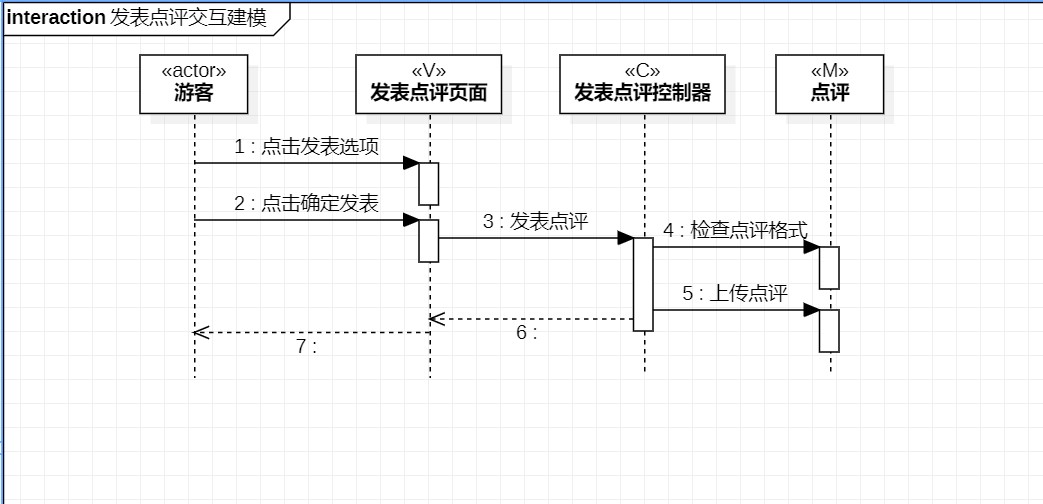 interaction 发表点评交互建模
«actor»
游客
«V»
发表点评页面
«C»
发表点评控制器
«M»
点评
1 : 点击发表选项
2 : 点击确定发表
3 : 发表点评
4 : 检查点评格式
5 : 上传点评
6 :
7 :